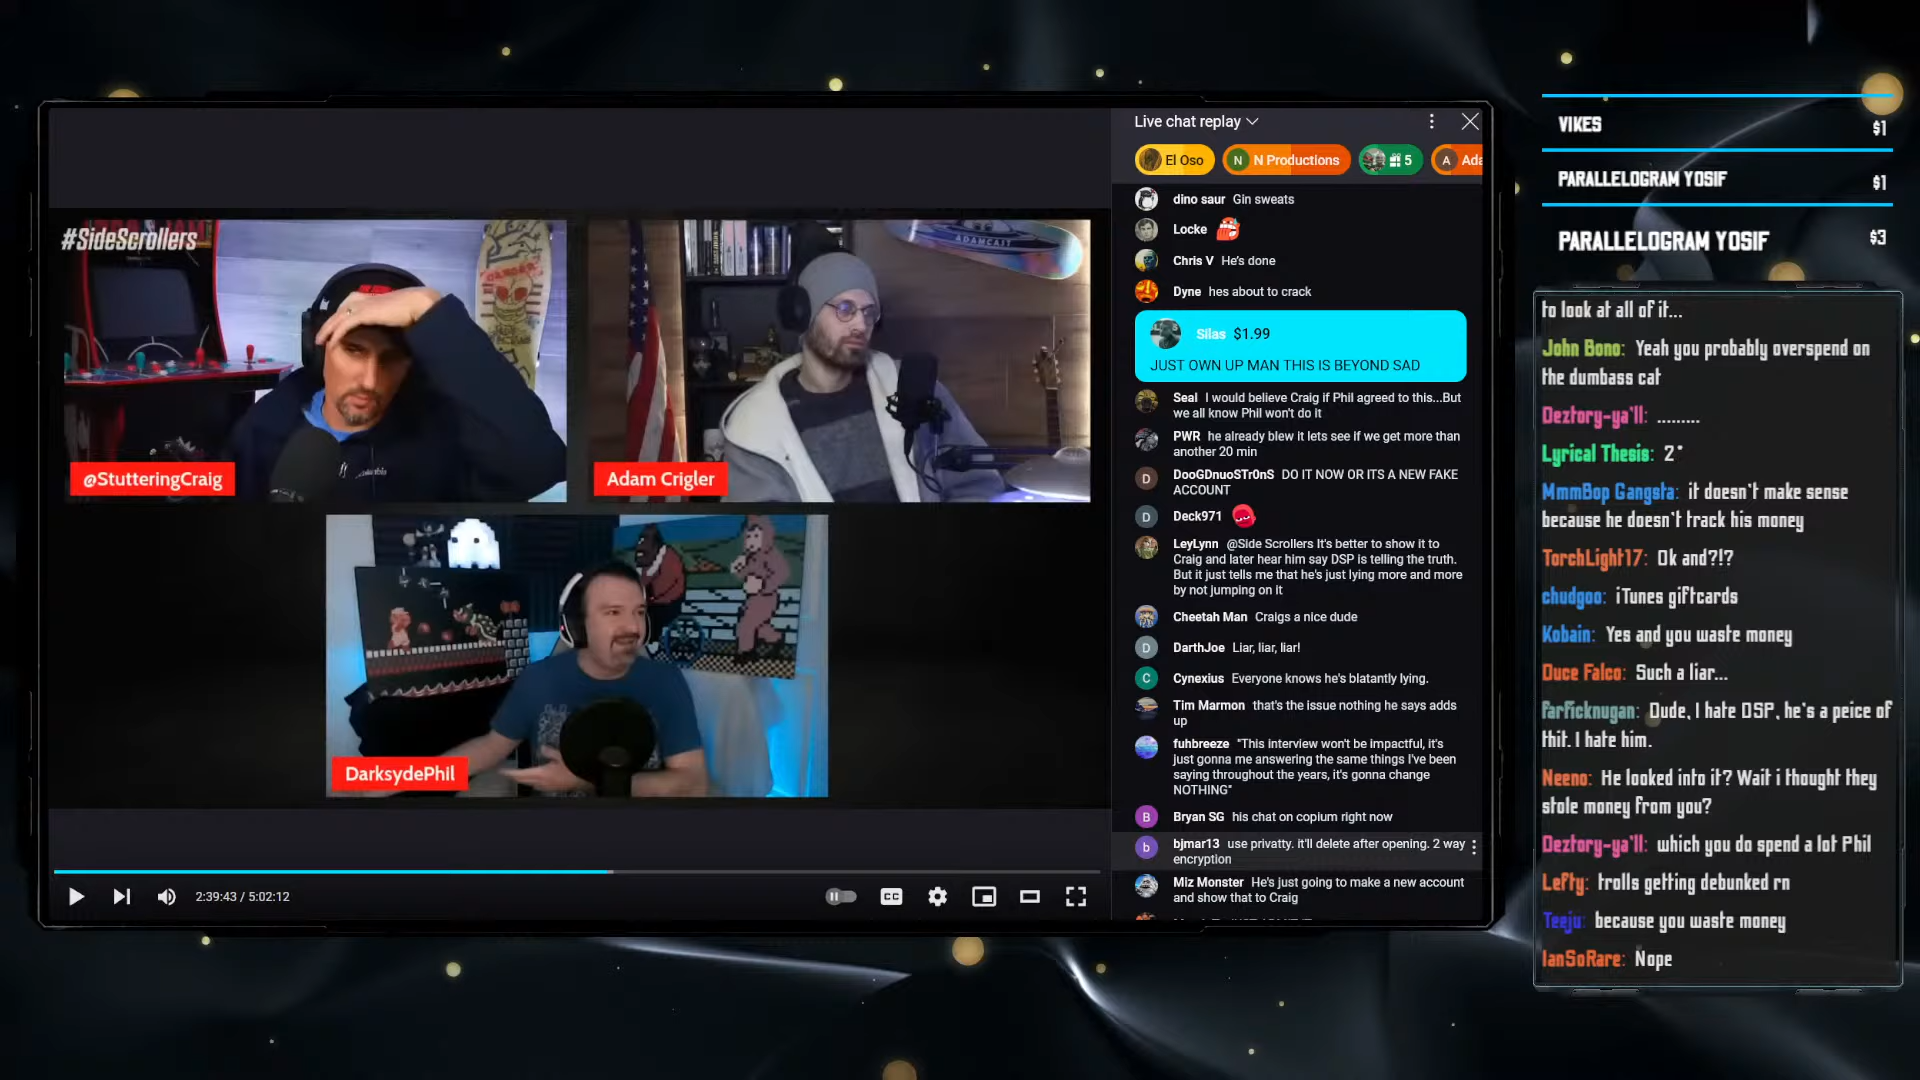 #SideScrollers
ADAMCAIT
@StutteringCraig
Adam Crigler
DarksydePhil
2:39:43 / 5:02:12
CC
Live chat replay
El Oso
N N Productions
5
A Ada
dino saur Gin sweats
Locke
Chris V He's done
Dyne hes about to crack
Silas $1.99
JUST OWN UP MAN THIS IS BEYOND SAD
Seal I would believe Craig if Phil agreed to this...But
we all know Phil won't do it
PWR he already blew it lets see if we get more than
another 20 min
D DooGDnuoSTr0nS DO IT NOW OR ITS A NEW FAKE
ACCOUNT
D Deck971
LeyLynn @Side Scrollers It's better to show it to
Craig and later hear him say DSP is telling the truth.
But it just tells me that he's just lying more and more
by not jumping on it
Cheetah Man Craigs a nice dude
D DarthJoe Liar, liar, liar!
C Cynexius Everyone knows he's blatantly lying.
Tim Marmon that's the issue nothing he says adds
up
fuhbreeze "This interview won't be impactful, it's
just gonna me answering the same things I've been
saying throughout the years, it's gonna change
NOTHING"
B Bryan SG his chat on copium right now
b bjmar13 use privatty. it'll delete after opening. 2 way
encryption
Miz Monster He's just going to make a new account
and show that to Craig
VIKES $1
PARALLELOGRAM YOSIF $1
PARALLELOGRAM YOSIF $3
to look at all of it...
John Bono: Yeah you probably overspend on
the dumbass cat
Deztory-ya'll: .........
Lyrical Thesis: 2*
MmmBop Gangsta: it doesn't make sense
because he doesn't track his money
TorchLight17: Ok and?!?
chudgoo: iTunes giftcards
Kobain: Yes and you waste money
Duce Falco: Such a liar...
farficknugan: Dude, I hate DSP, he's a peice of
thit. I hate him.
Neeno: He looked into it? Wait i thought they
stole money from you?
Deztory-ya'll: which you do spend a lot Phil
Lefty: trolls getting debunked rn
Teeju: because you waste money
IanSoRare: Nope